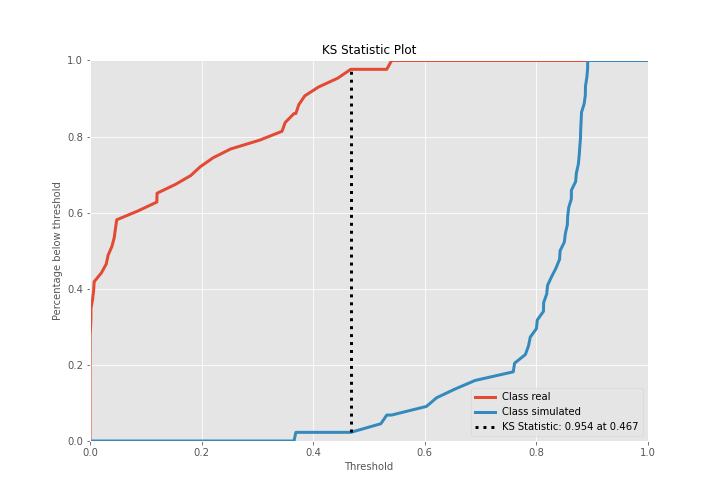 KS Statistic Plot
1.0
0.8
0.6
0.4
0.2
0.0
Percentage below threshold
Class real
Class simulated
KS Statistic: 0.954 at 0.467
0.0 0.2 0.4 0.6 0.8 1.0
Threshold